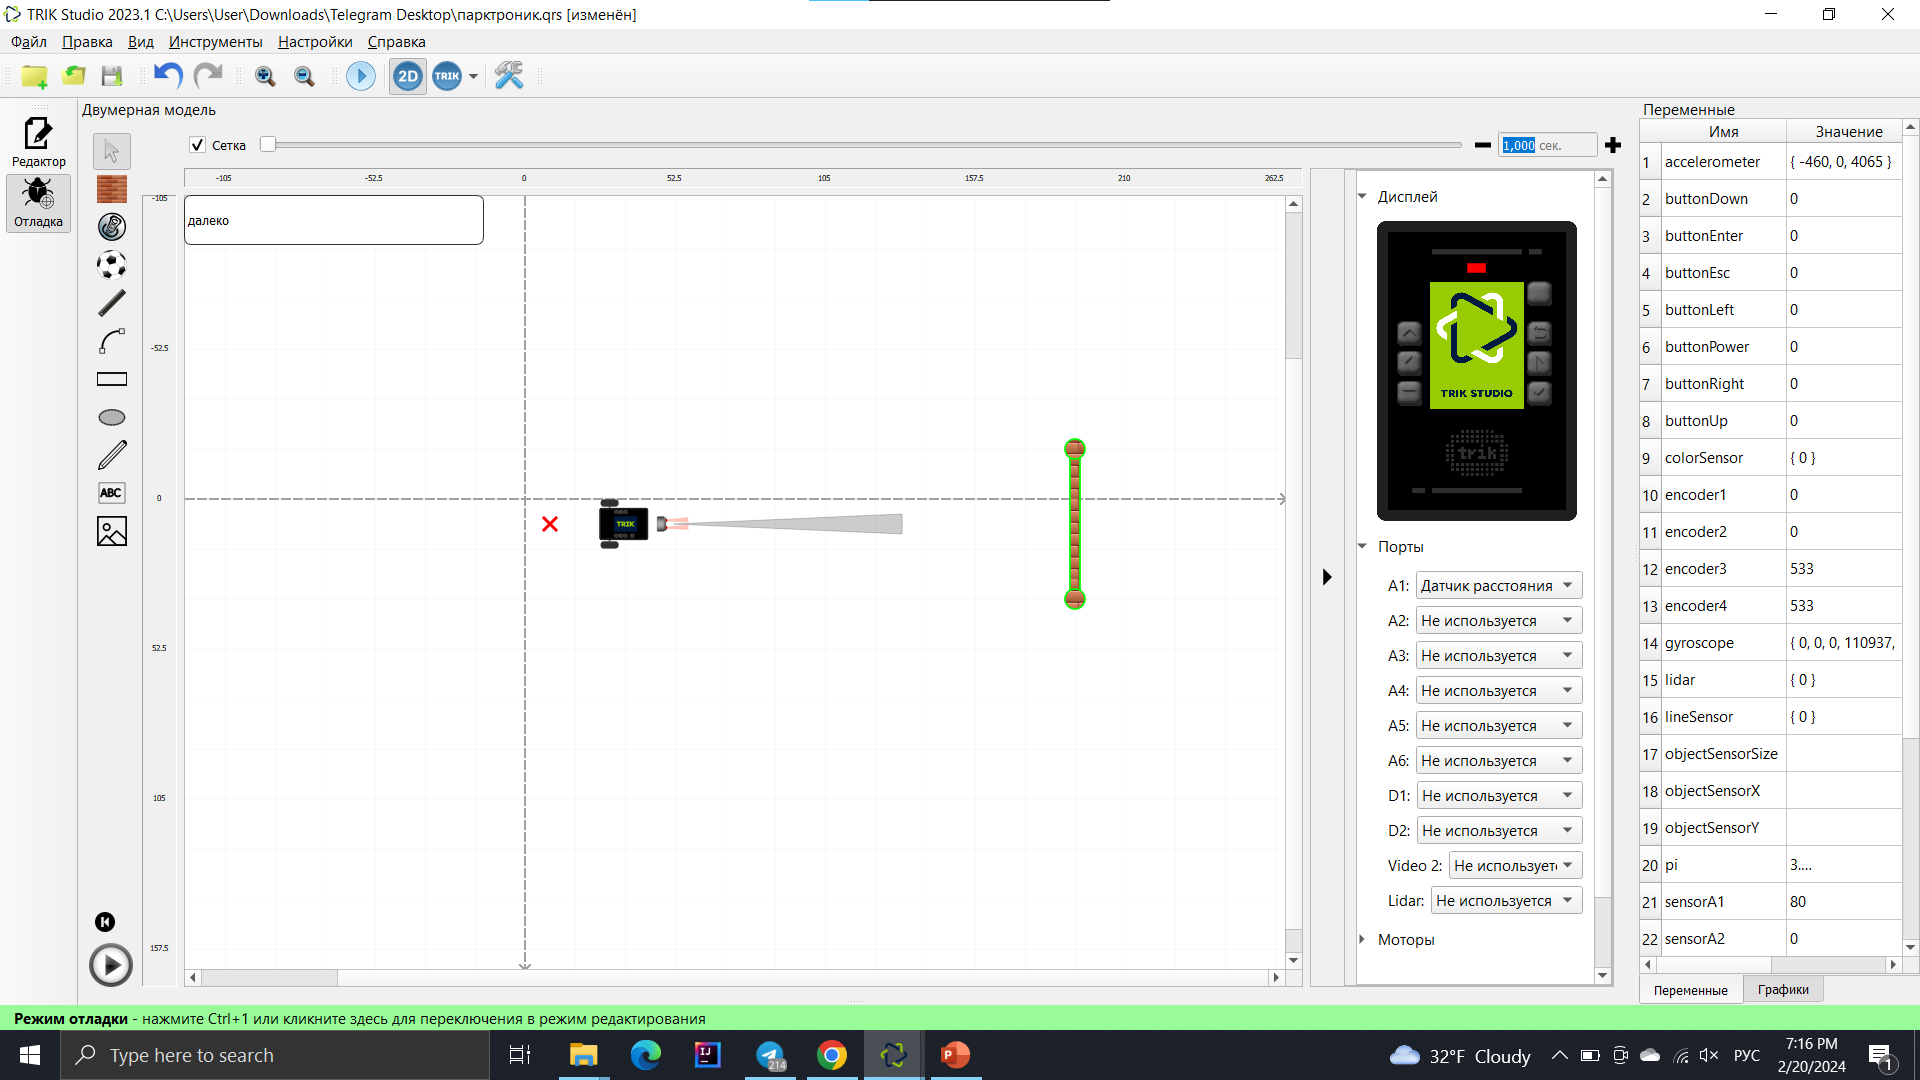 TRIK Studio 2023.1 C:\Users\User\Downloads\Telegram Desktop\парктроник.qrs [изменён]
Файл Правка Вид Инструменты Настройки Справка
2D TRIK
Двумерная модель
Переменные
Редактор
Отладка
Сетка
1,000 сек.
-105 -52.5 0 52.5 105 157.5 210 262.5
-105
-52.5
0
52.5
105
157.5
далеко
TRIK
ABC
Дисплей
TRIK STUDIO
trik
Порты
A1: Датчик расстояния
A2: Не используется
A3: Не используется
A4: Не используется
A5: Не используется
A6: Не используется
D1: Не используется
D2: Не используется
Video 2: Не используетс
Lidar: Не используется
Моторы
Имя Значение
1 accelerometer { -460, 0, 4065 }
2 buttonDown 0
3 buttonEnter 0
4 buttonEsc 0
5 buttonLeft 0
6 buttonPower 0
7 buttonRight 0
8 buttonUp 0
9 colorSensor { 0 }
10 encoder1 0
11 encoder2 0
12 encoder3 533
13 encoder4 533
14 gyroscope { 0, 0, 0, 110937,
15 lidar { 0 }
16 lineSensor { 0 }
17 objectSensorSize
18 objectSensorX
19 objectSensorY
20 pi 3....
21 sensorA1 80
22 sensorA2 0
Переменные Графики
Режим отладки - нажмите Ctrl+1 или кликните здесь для переключения в режим редактирования
Type here to search
IJ
214
P
32°F Cloudy
РУС
7:16 PM
2/20/2024
1